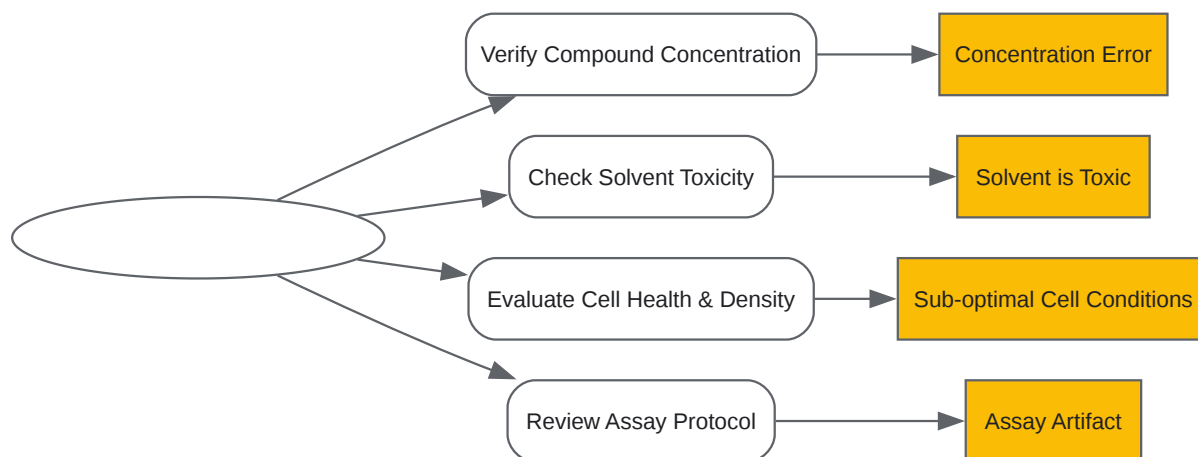 Verify Compound Concentration
Concentration Error
Check Solvent Toxicity
Solvent is Toxic
Evaluate Cell Health & Density
Sub-optimal Cell Conditions
Review Assay Protocol
Assay Artifact